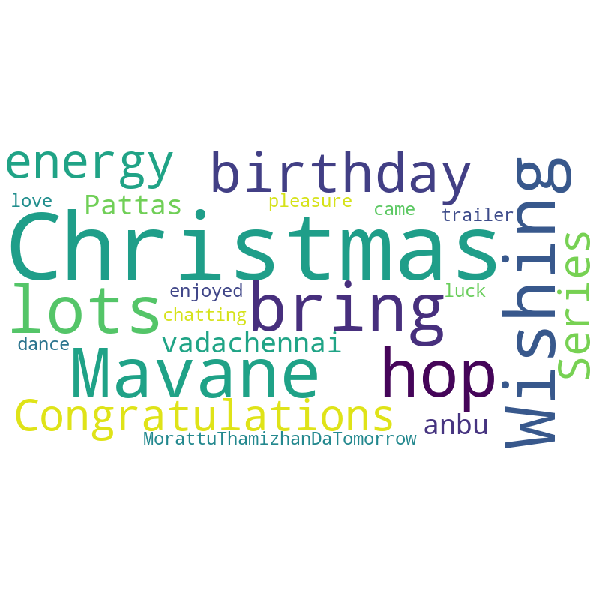 energy
birthday
love
Pattas
pleasure
came
trailer
Christmas
Wishing
Series
lots
enjoyed
chatting
bring
luck
dance
vadachennai
Mavane
hop
Congratulations
anbu
MorattuThamizhanDaTomorrow